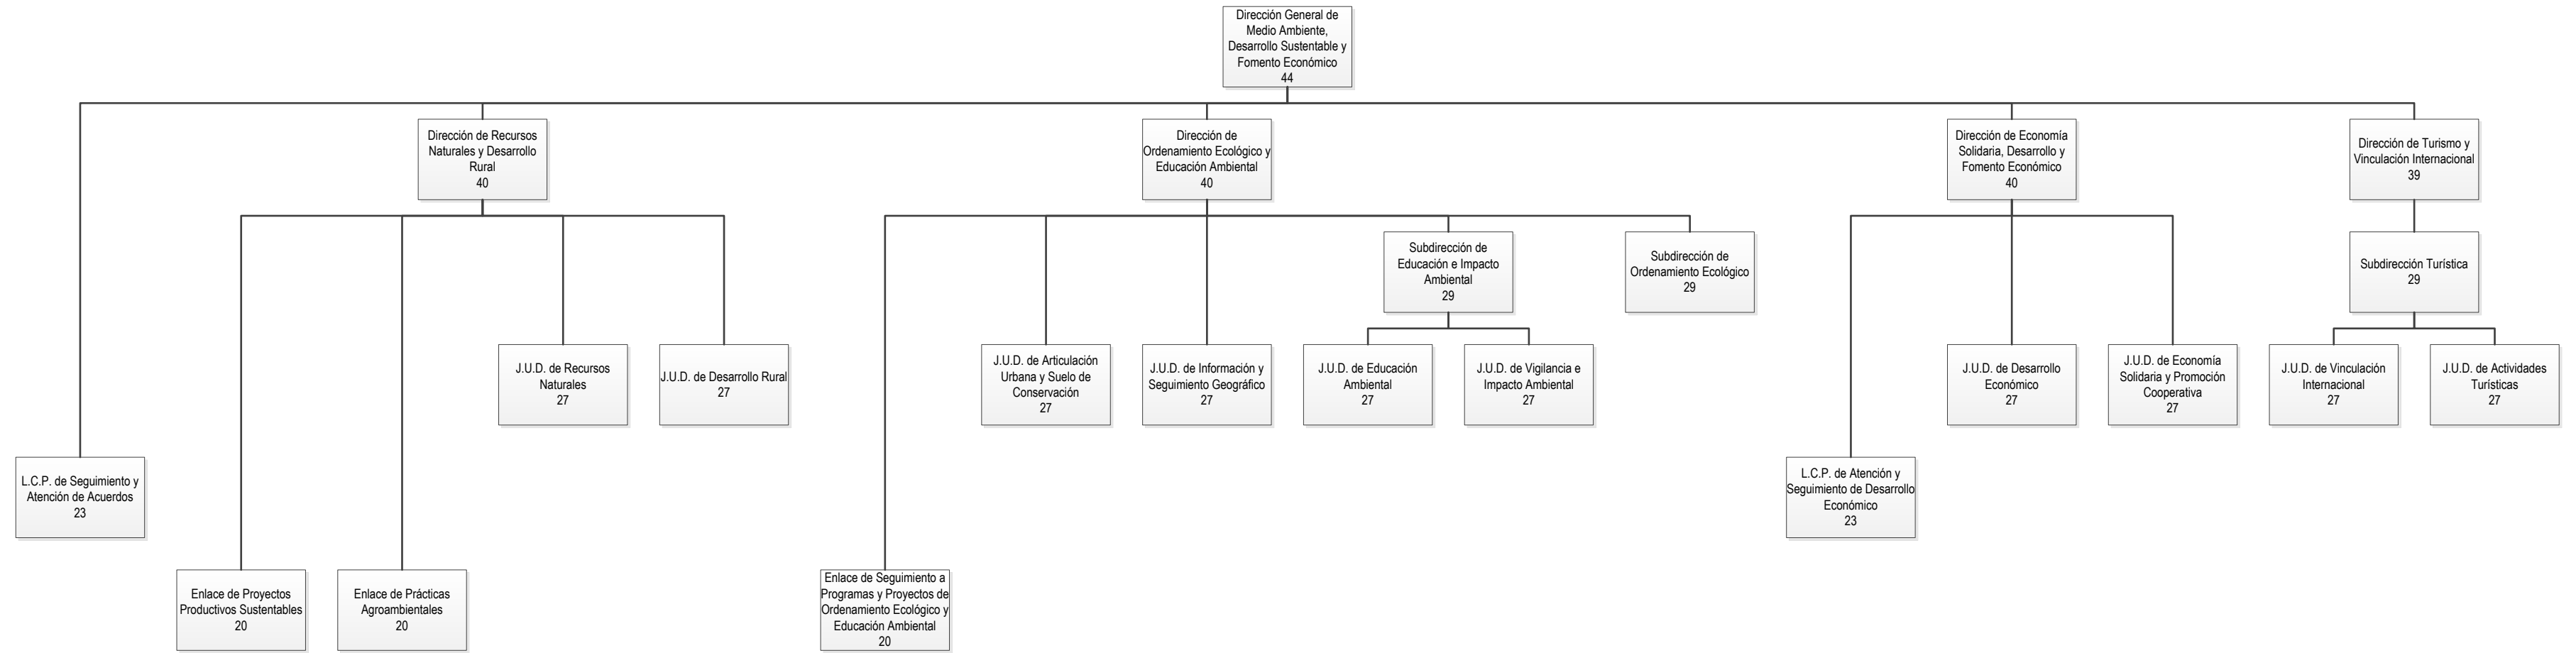 Dirección General de
Medio Ambiente,
Desarrollo Sustentable y
Fomento Económico
44
Dirección de Recursos
Naturales y Desarrollo
Rural
40
Dirección de
Ordenamiento Ecológico y
Educación Ambiental
40
Dirección de Economía
Solidaria, Desarrollo y
Fomento Económico
40
Dirección de Turismo y
Vinculación Internacional
39
Subdirección de
Educación e Impacto
Ambiental
29
Subdirección de
Ordenamiento Ecológico
29
Subdirección Turística
29
J.U.D. de Recursos
Naturales
27
J.U.D. de Desarrollo Rural
27
J.U.D. de Articulación
Urbana y Suelo de
Conservación
27
J.U.D. de Información y
Seguimiento Geográfico
27
J.U.D. de Educación
Ambiental
27
J.U.D. de Vigilancia e
Impacto Ambiental
27
J.U.D. de Desarrollo
Económico
27
J.U.D. de Economía
Solidaria y Promoción
Cooperativa
27
J.U.D. de Vinculación
Internacional
27
J.U.D. de Actividades
Turísticas
27
L.C.P. de Seguimiento y
Atención de Acuerdos
23
L.C.P. de Atención y
Seguimiento de Desarrollo
Económico
23
Enlace de Proyectos
Productivos Sustentables
20
Enlace de Prácticas
Agroambientales
20
Enlace de Seguimiento a
Programas y Proyectos de
Ordenamiento Ecológico y
Educación Ambiental
20